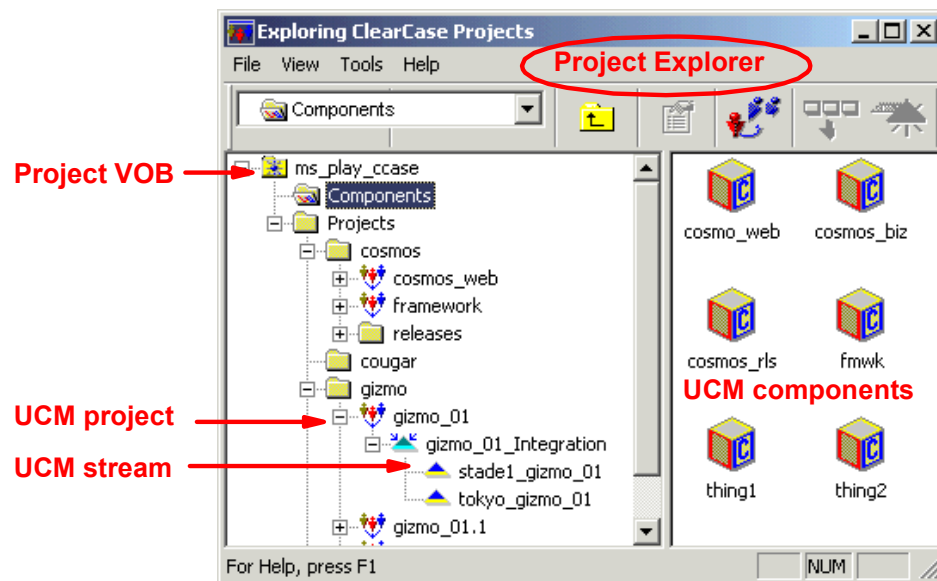 Exploring ClearCase Projects
File View Tools Help
Project Explorer
Components
Project VOB
ms_play_ccase
Components
Projects
cosmos
cosmos_web
framework
releases
cougar
gizmo
UCM project
gizmo_01
gizmo_01_Integration
UCM stream
stade1_gizmo_01
tokyo_gizmo_01
gizmo_01.1
cosmo_web cosmos_biz
cosmos_rls fmwk
UCM components
thing1 thing2
For Help, press F1
NUM